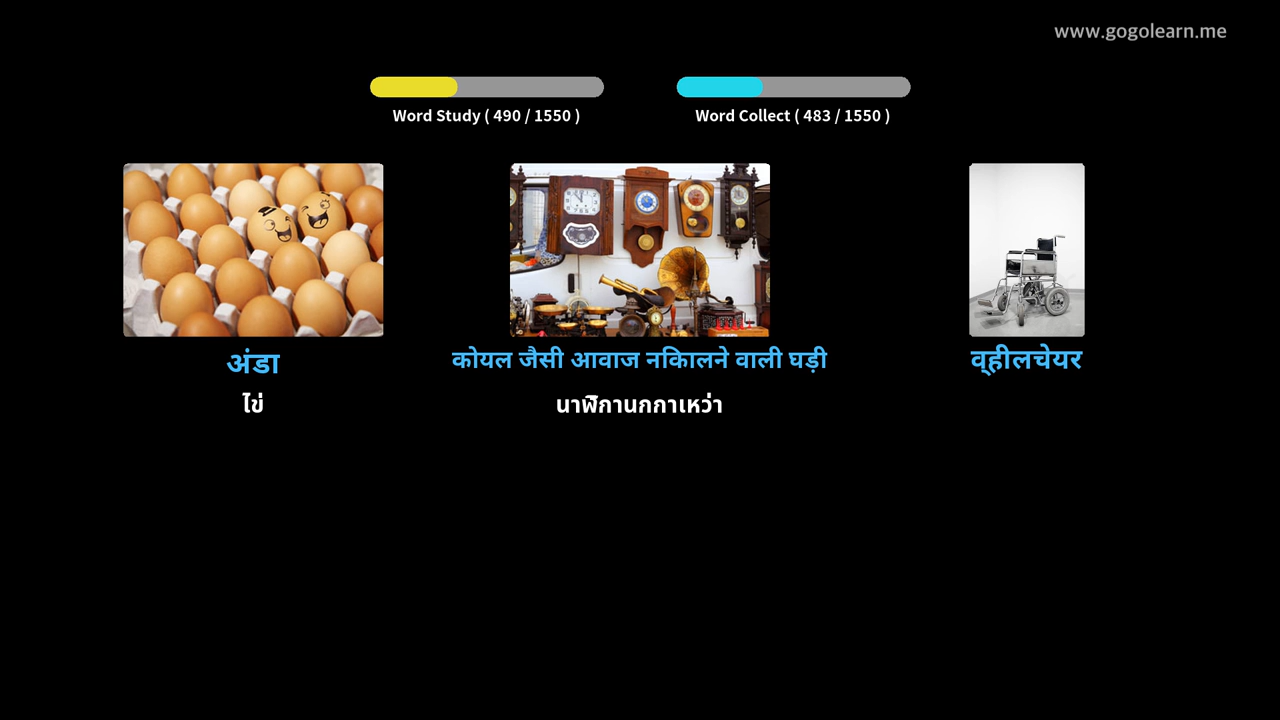 www.gogolearn.me
Word Study ( 490 / 1550 )
Word Collect ( 483 / 1550 )
अंडा
कोयल जैसी आवाज निकालने वाली घड़ी
व्हीलचेयर
ไข่
นาฬิกานกกาเหว่า